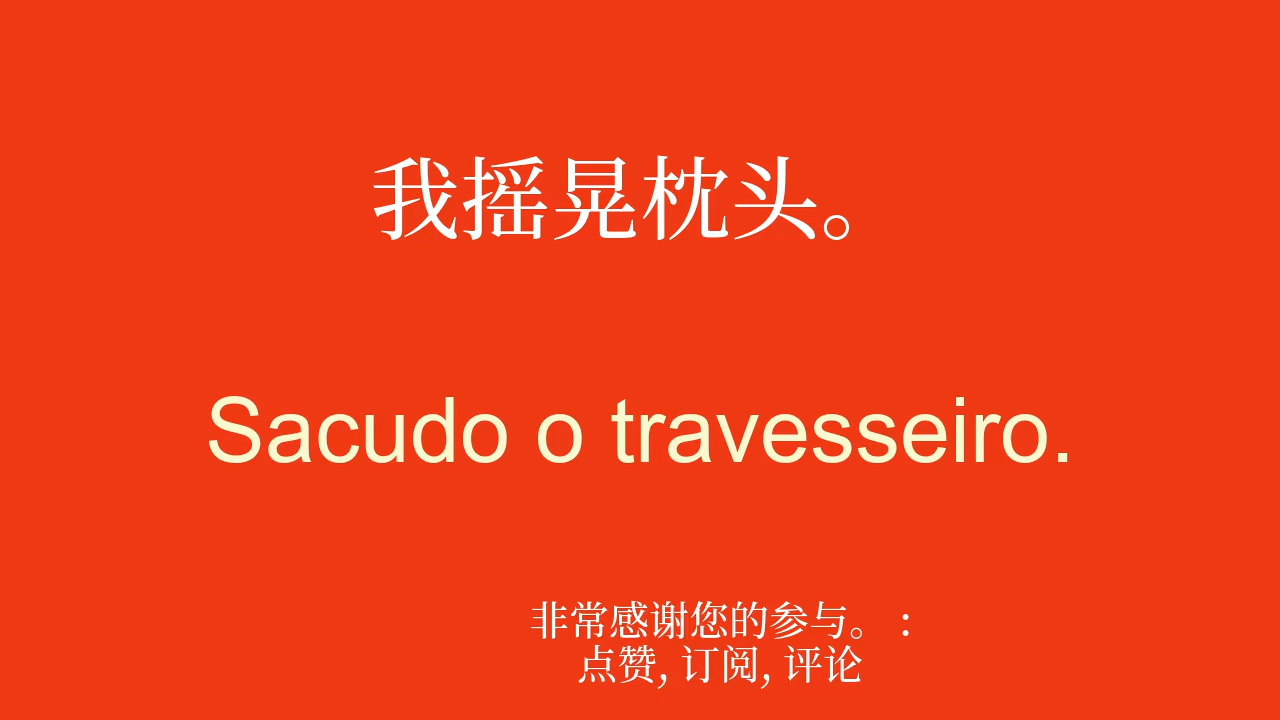 我摇晃枕头。
Sacudo o travesseiro.
非常感谢您的参与。 :
点赞, 订阅, 评论